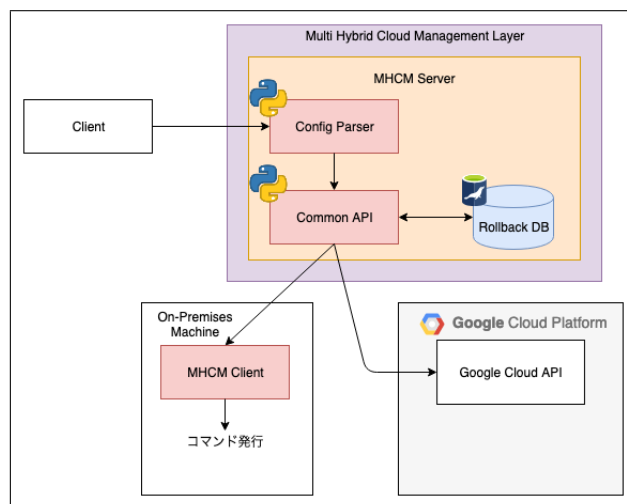 Multi Hybrid Cloud Management Layer
MHCM Server
Client
Config Parser
Common API
Rollback DB
On-Premises
Machine
MHCM Client
コマンド発行
Google Cloud Platform
Google Cloud API